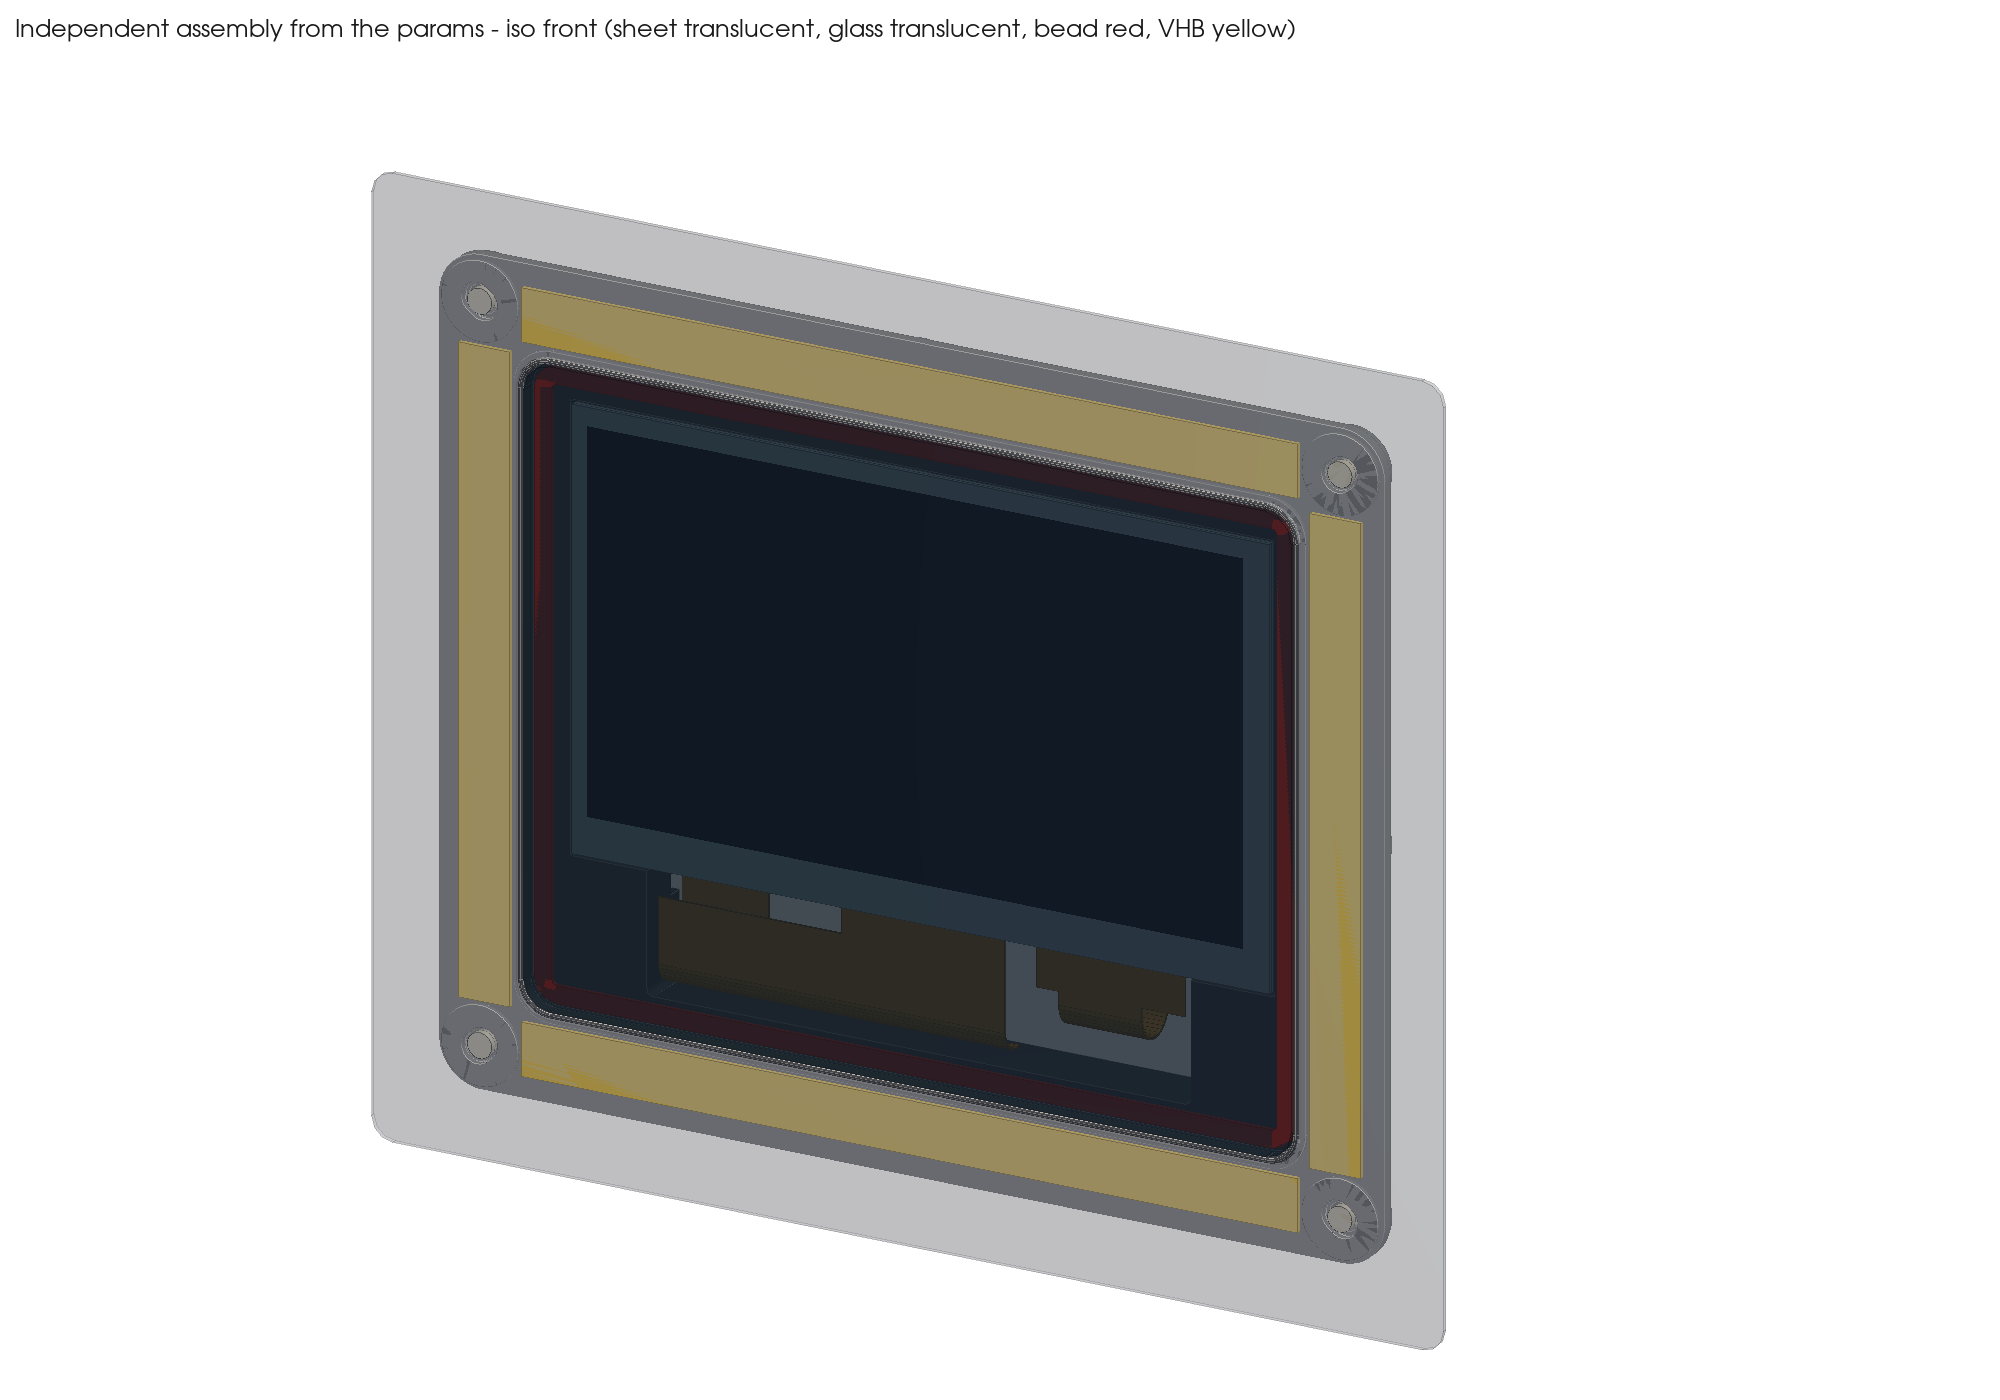 Independent assembly from the params - iso front (sheet translucent, glass translucent, bead red, VHB yellow)